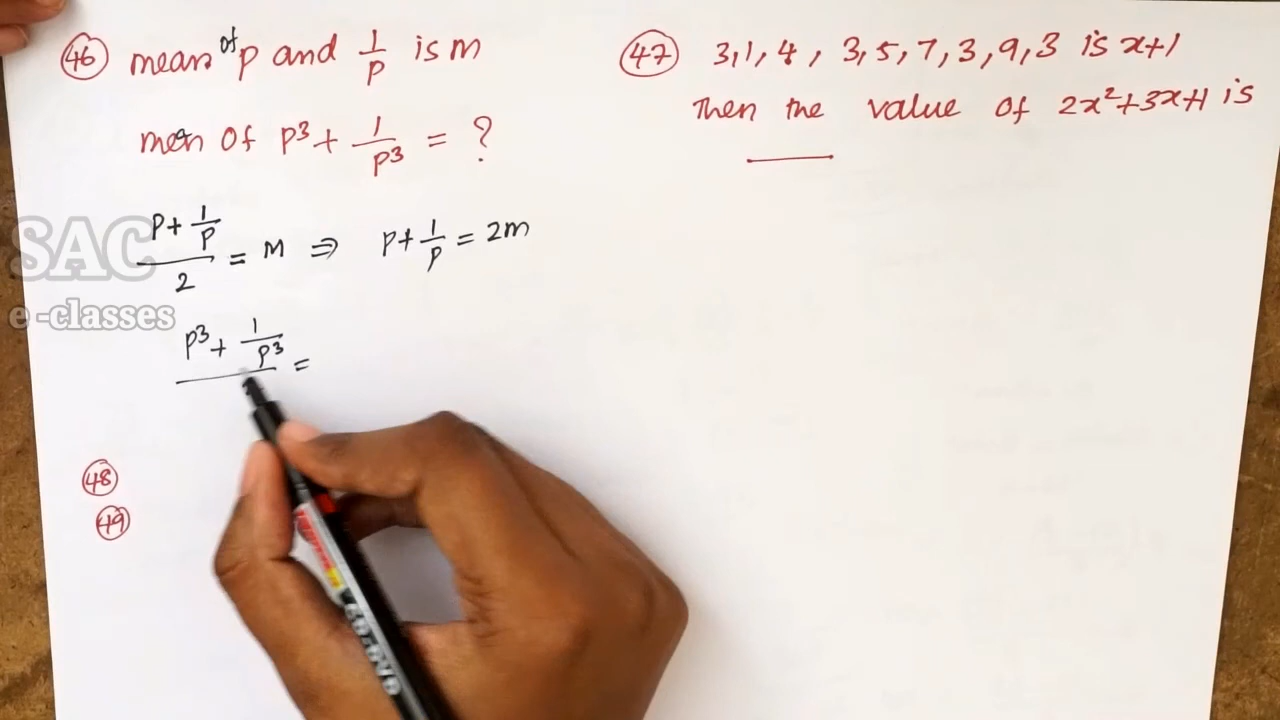 46 mean of p and 1/p is m
mean of p³ + 1/p³ = ?
(p + 1/p)/2 = m ⇒ p + 1/p = 2m
p³ + 1/p³ =
48
49
47 3,1,4, 3,5,7,3,9,3 is x+1
Then the value of 2x²+3x+1 is
SAC
e-classes